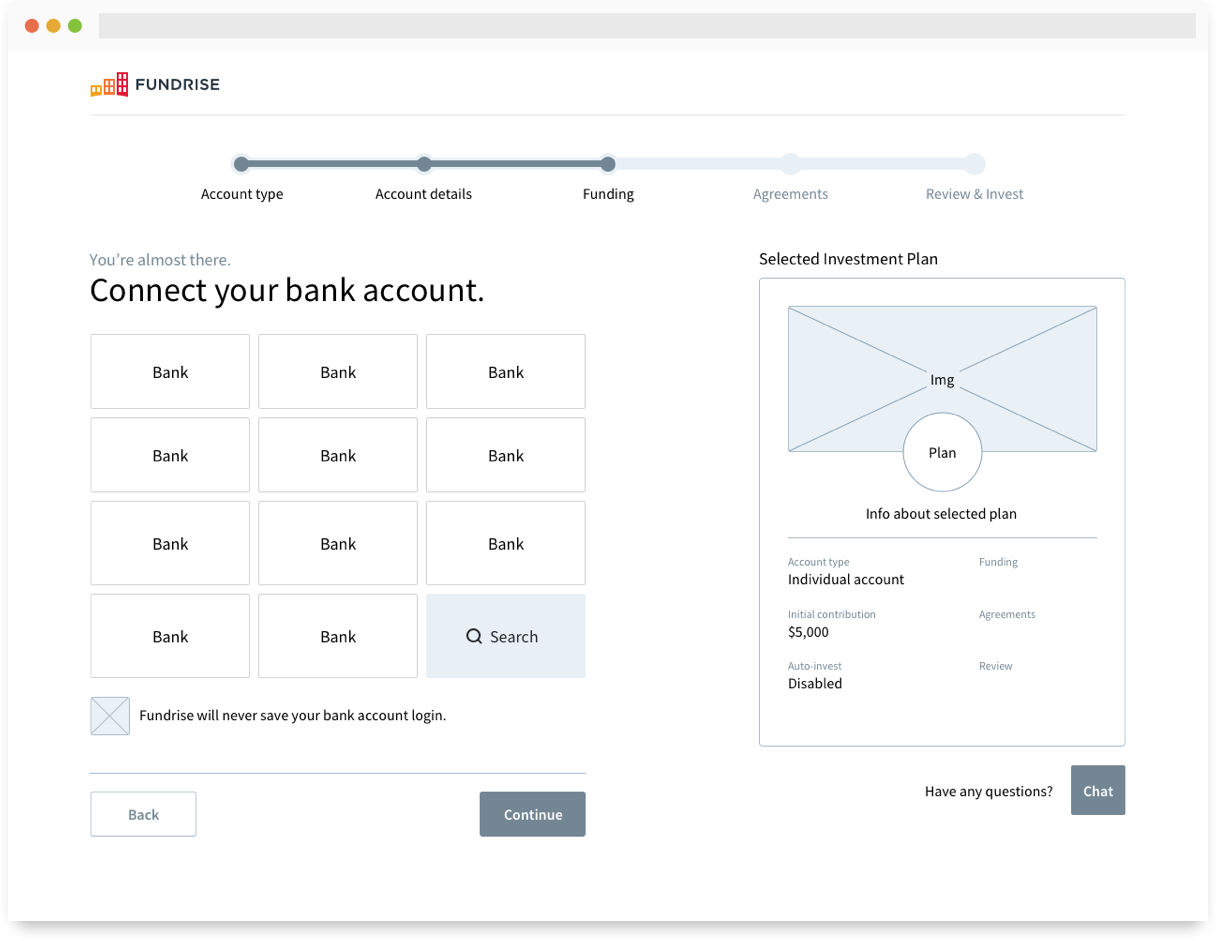 FUNDRISE
Account type
Account details
Funding
Agreements
Review & Invest
You’re almost there.
Connect your bank account.
Bank
Bank
Bank
Bank
Bank
Bank
Bank
Bank
Bank
Bank
Bank
Search
Fundrise will never save your bank account login.
Back
Continue
Selected Investment Plan
Img
Plan
Info about selected plan
Account type
Individual account
Funding
Initial contribution
$5,000
Agreements
Auto-invest
Disabled
Review
Have any questions?
Chat